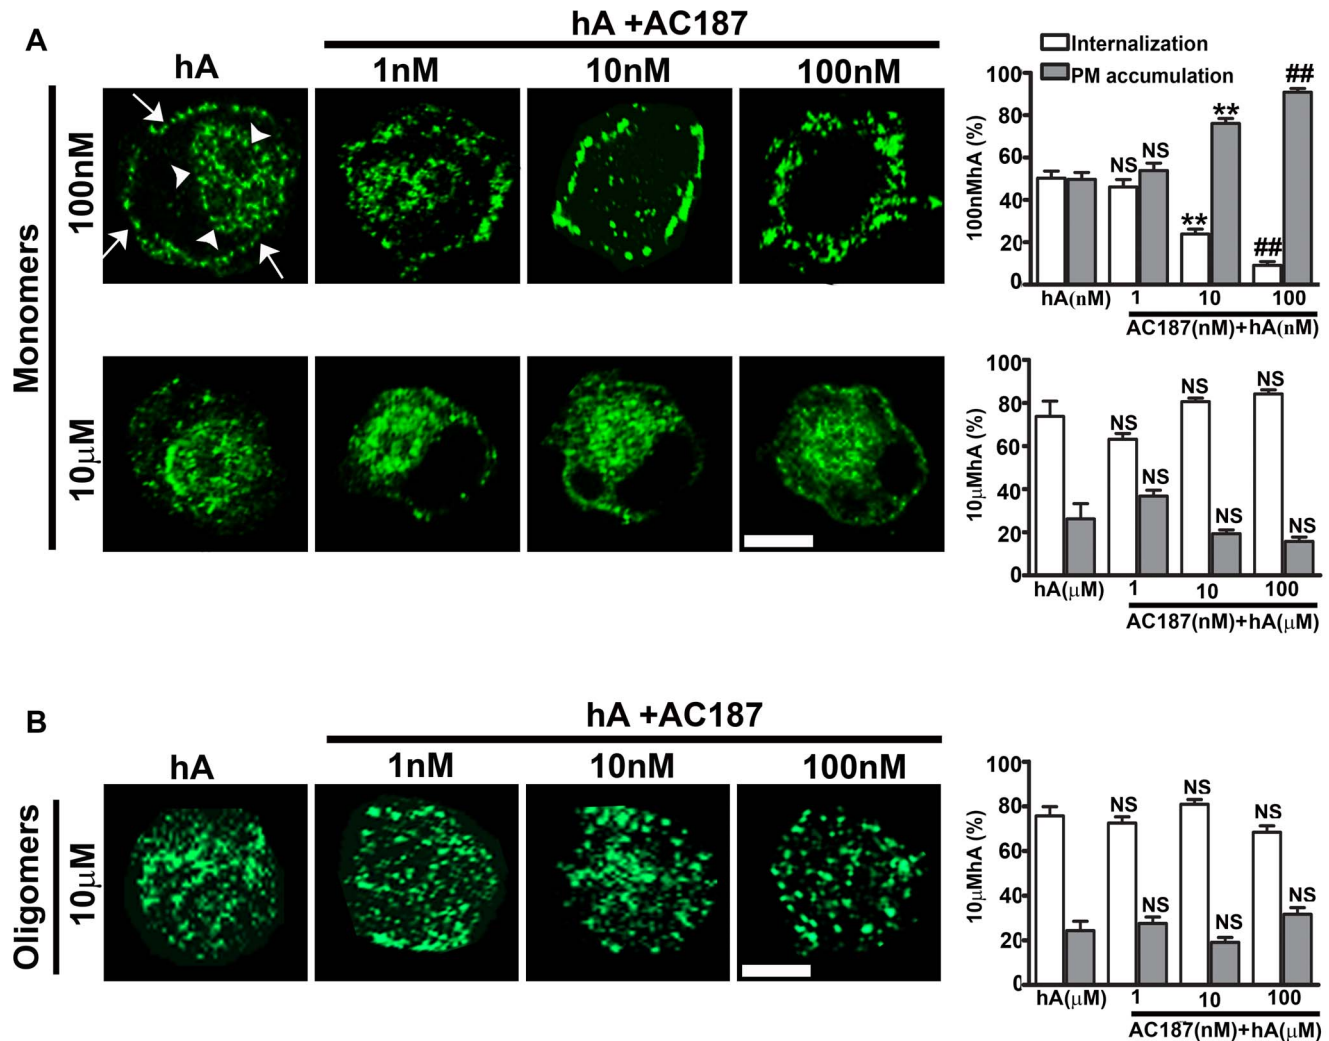 A
hA +AC187
hA
1nM
10nM
100nM
Monomers
100nM
10μM
Internalization
PM accumulation
100nMhA (%)
100
80
60
40
20
0
NS
NS
**
**
##
##
hA(nM)
1
10
100
AC187(nM)+hA(nM)
10μMhA (%)
100
80
60
40
20
0
NS
NS
NS
NS
NS
NS
hA(μM)
1
10
100
AC187(nM)+hA(μM)
B
hA +AC187
hA
1nM
10nM
100nM
Oligomers
10μM
10μMhA (%)
100
80
60
40
20
0
NS
NS
NS
NS
NS
NS
hA(μM)
1
10
100
AC187(nM)+hA(μM)